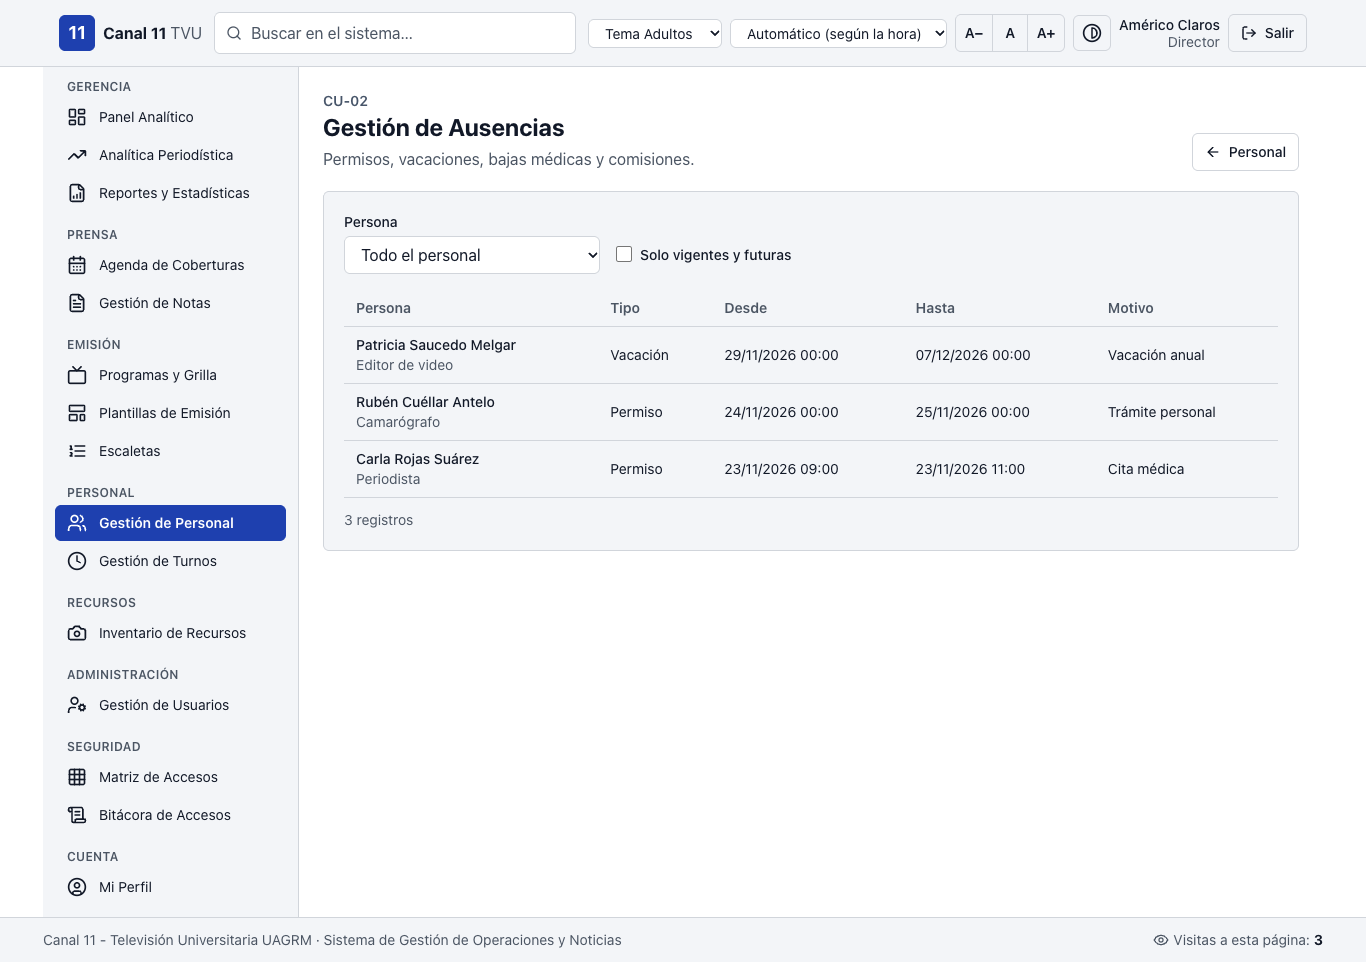 11 Canal 11 TVU
Buscar en el sistema...
Tema Adultos
Automático (según la hora)
A− A A+
Américo Claros
Director
Salir
GERENCIA
Panel Analítico
Analítica Periodística
Reportes y Estadísticas
PRENSA
Agenda de Coberturas
Gestión de Notas
EMISIÓN
Programas y Grilla
Plantillas de Emisión
Escaletas
PERSONAL
Gestión de Personal
Gestión de Turnos
RECURSOS
Inventario de Recursos
ADMINISTRACIÓN
Gestión de Usuarios
SEGURIDAD
Matriz de Accesos
Bitácora de Accesos
CUENTA
Mi Perfil
CU-02
Gestión de Ausencias
Permisos, vacaciones, bajas médicas y comisiones.
Personal
Persona
Todo el personal
Solo vigentes y futuras
Persona Tipo Desde Hasta Motivo
Patricia Saucedo Melgar
Editor de video
Vacación 29/11/2026 00:00 07/12/2026 00:00 Vacación anual
Rubén Cuéllar Antelo
Camarógrafo
Permiso 24/11/2026 00:00 25/11/2026 00:00 Trámite personal
Carla Rojas Suárez
Periodista
Permiso 23/11/2026 09:00 23/11/2026 11:00 Cita médica
3 registros
Canal 11 - Televisión Universitaria UAGRM · Sistema de Gestión de Operaciones y Noticias
Visitas a esta página: 3